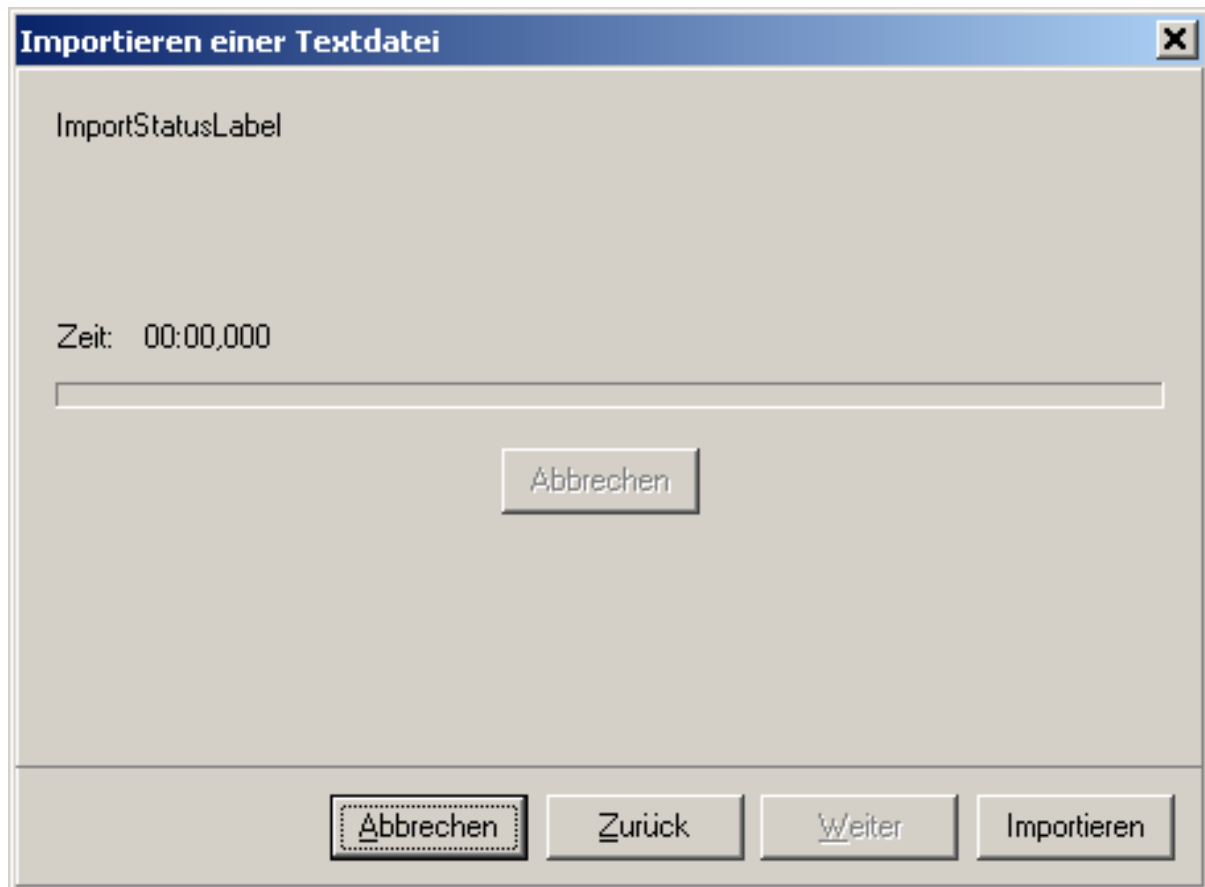 Importieren einer Textdatei
ImportStatusLabel
Zeit: 00:00,000
Abbrechen
Abbrechen Zurück Weiter Importieren